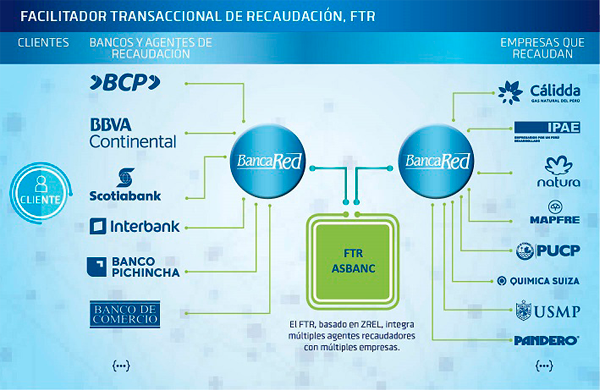 FACILITADOR TRANSACCIONAL DE RECAUDACIÓN, FTR
CLIENTES
BANCOS Y AGENTES DE
RECAUDACIÓN
EMPRESAS QUE
RECAUDAN
CLIENTE
BCP
BBVA
Continental
Scotiabank
Interbank
BANCO
PICHINCHA
BANCO DE
COMERCIO
{...}
BancaRed
FTR
ASBANC
El FTR, basado en ZREL, integra
múltiples agentes recaudadores
con múltiples empresas.
BancaRed
Cálidda
GAS NATURAL DEL PERÚ
IPAE
natura
MAPFRE
PUCP
QUIMICA SUIZA
USMP
PANDERO
{...}